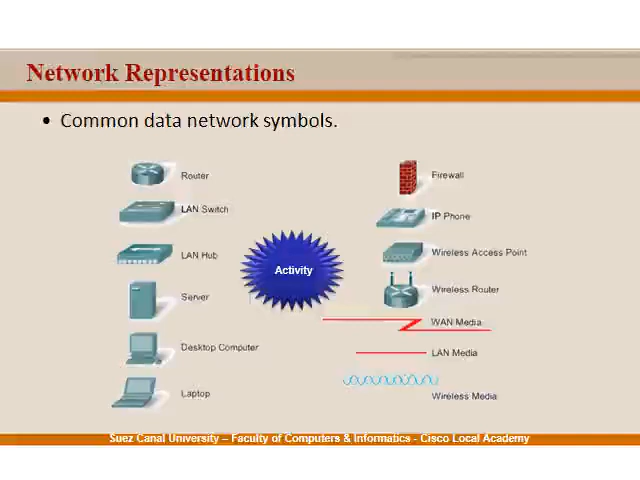 Network Representations
• Common data network symbols.
Router
LAN Switch
LAN Hub
Server
Desktop Computer
Laptop
Activity
Firewall
IP Phone
Wireless Access Point
Wireless Router
WAN Media
LAN Media
Wireless Media
Suez Canal University – Faculty of Computers & Informatics - Cisco Local Academy